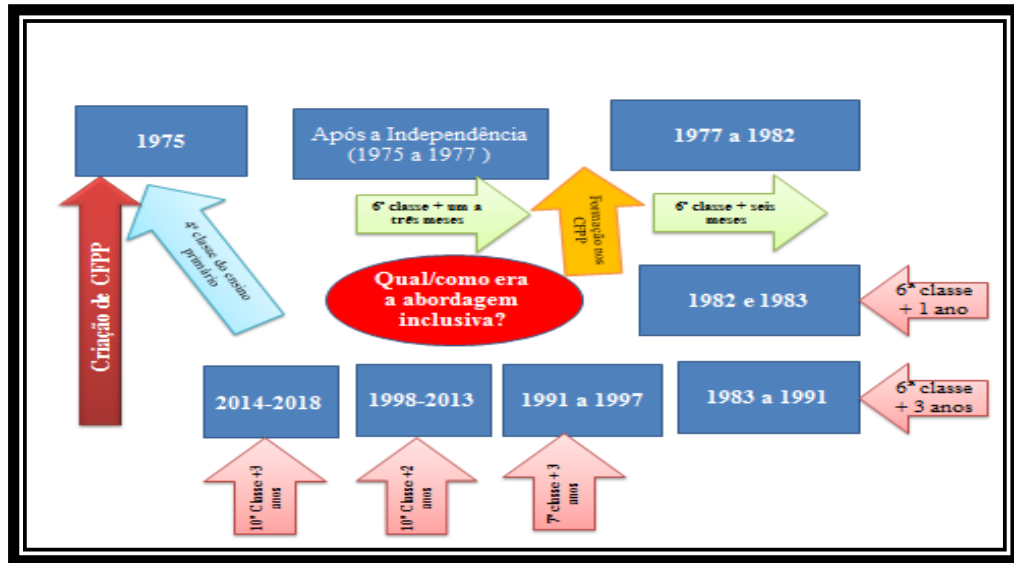 1975
Após a Independência
(1975 a 1977 )
1977 a 1982
Criação de CFPP
4ª classe do ensino
primário
6ª classe + um a
três meses
Formação nos
CFPP
6ª classe + seis
meses
Qual/como era
a abordagem
inclusiva?
1982 e 1983
6ª classe
+ 1 ano
2014-2018
1998-2013
1991 a 1997
1983 a 1991
6ª classe
+ 3 anos
10ª Classe +3
anos
10ª Classe +2
anos
7ª classe + 3
anos